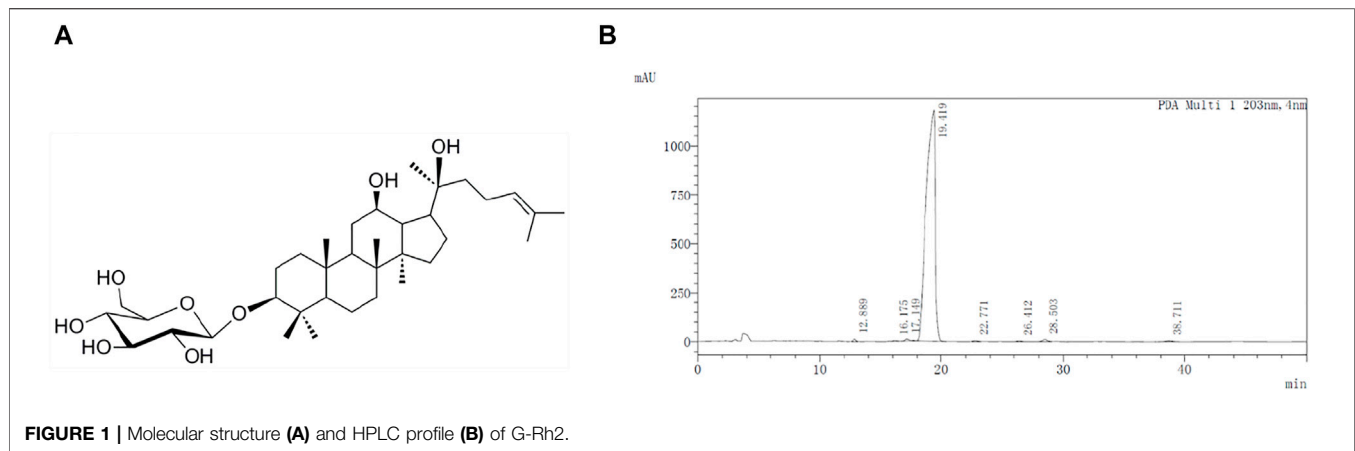 A
OH
OH
HO
O
HO
O
HO
OH
B
mAU
PDA Multi 1 203nm,4nm
1000
750
500
250
0
12.889
16.175
17.149
19.419
22.771
26.412
28.503
38.711
0 10 20 30 40
min
FIGURE 1 | Molecular structure (A) and HPLC profile (B) of G-Rh2.